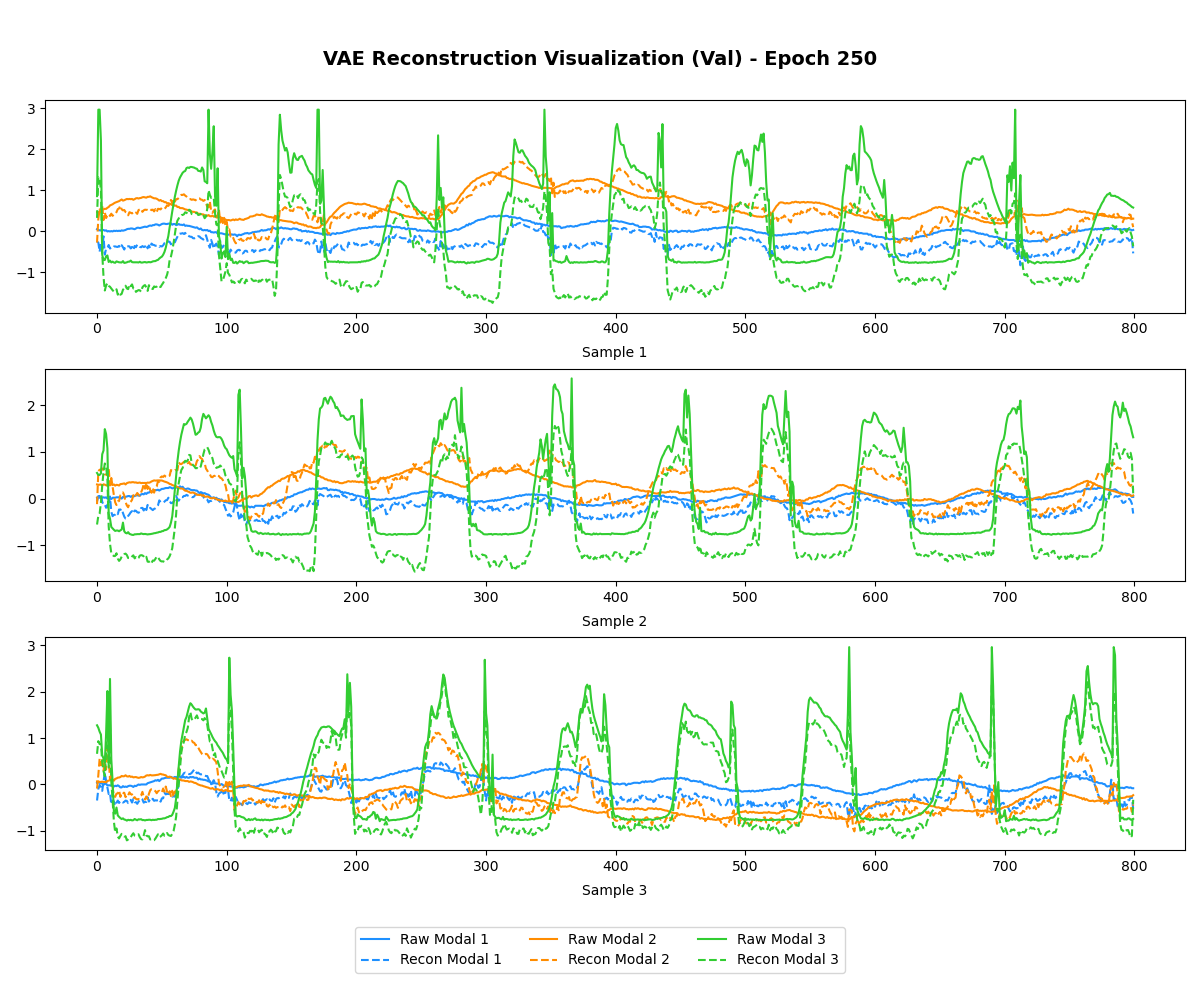 VAE Reconstruction Visualization (Val) - Epoch 250
3
2
1
0
−1
0 100 200 300 400 500 600 700 800
Sample 1
2
1
0
−1
0 100 200 300 400 500 600 700 800
Sample 2
3
2
1
0
−1
0 100 200 300 400 500 600 700 800
Sample 3
Raw Modal 1 Raw Modal 2 Raw Modal 3
Recon Modal 1 Recon Modal 2 Recon Modal 3